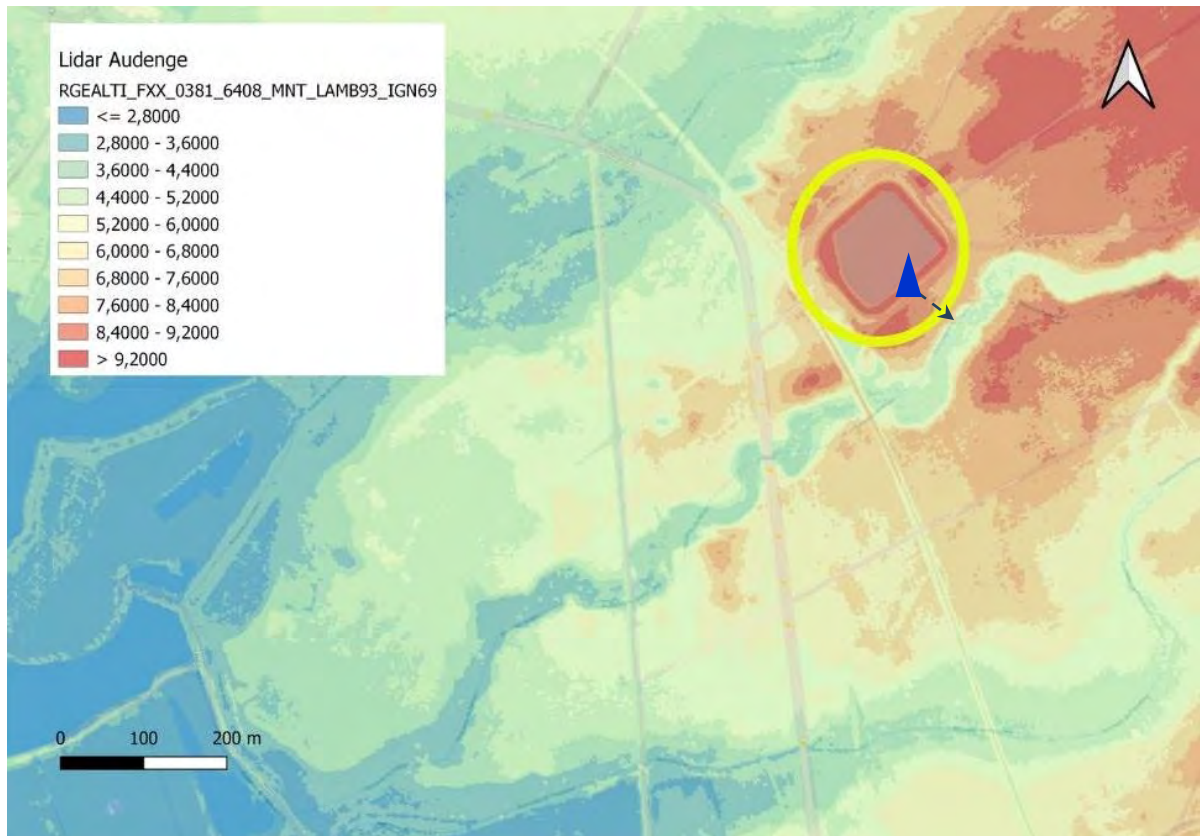 Lidar Audenge
RGEALTI_FXX_0381_6408_MNT_LAMB93_IGN69
<= 2,8000
2,8000 - 3,6000
3,6000 - 4,4000
4,4000 - 5,2000
5,2000 - 6,0000
6,0000 - 6,8000
6,8000 - 7,6000
7,6000 - 8,4000
8,4000 - 9,2000
> 9,2000
0 100 200 m